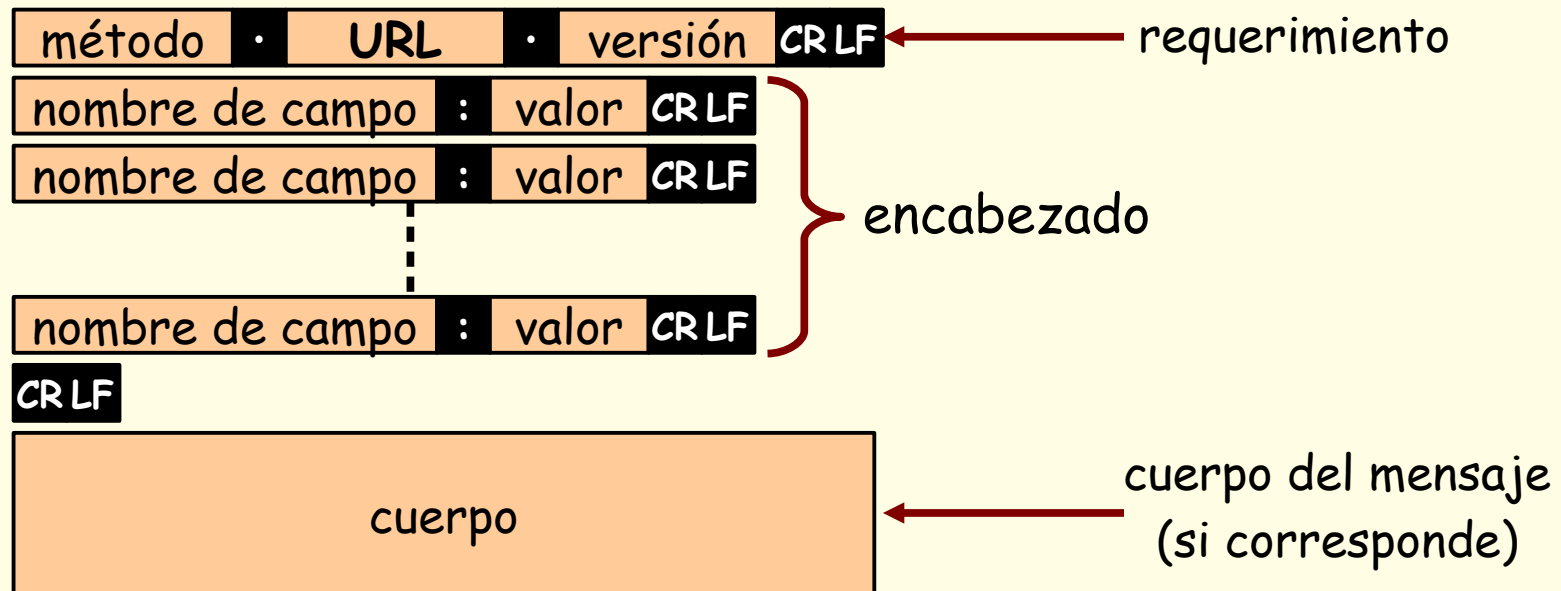 método · URL · versión CR LF requerimiento
nombre de campo : valor CR LF
nombre de campo : valor CR LF
encabezado
nombre de campo : valor CR LF
CR LF
cuerpo
cuerpo del mensaje
(si corresponde)